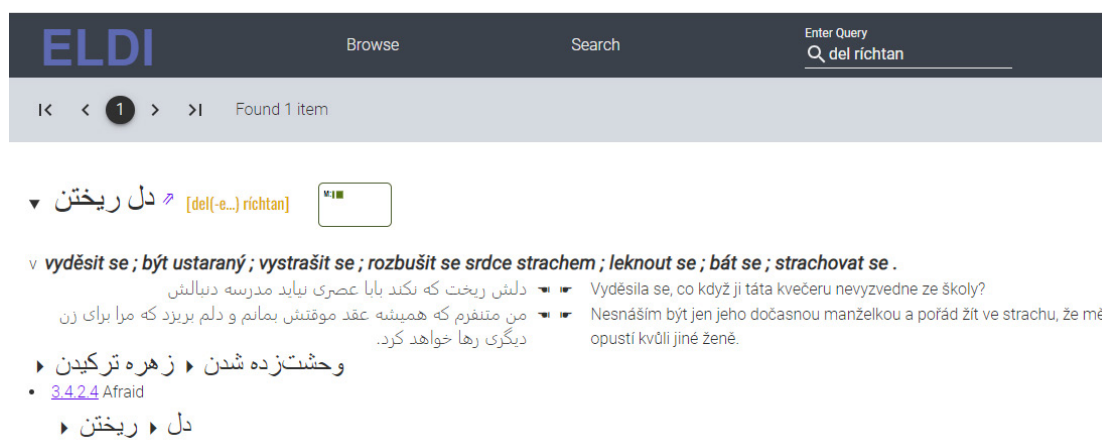 ELDI Browse Search Enter Query
del ríchtan
1 Found 1 item
دل ریختن [del(-e...) ríchtan]
v vyděsit se ; být ustaraný ; vystrašit se ; rozbušit se srdce strachem ; leknout se ; bát se ; strachovat se .
دلش ریخت که نکند بابا عصری نیاید مدرسه دنبالش Vyděsila se, co když ji táta kvečeru nevyzvedne ze školy?
من متنفرم که همیشه عقد موقتش بمانم و دلم بریزد که مرا برای زن Nesnáším být jen jeho dočasnou manželkou a pořád žít ve strachu, že mě
دیگری رها خواهد کرد. opustí kvůli jiné ženě.
وحشت‌زده شدن زهره ترکیدن
3.4.2.4 Afraid
دل ریختن